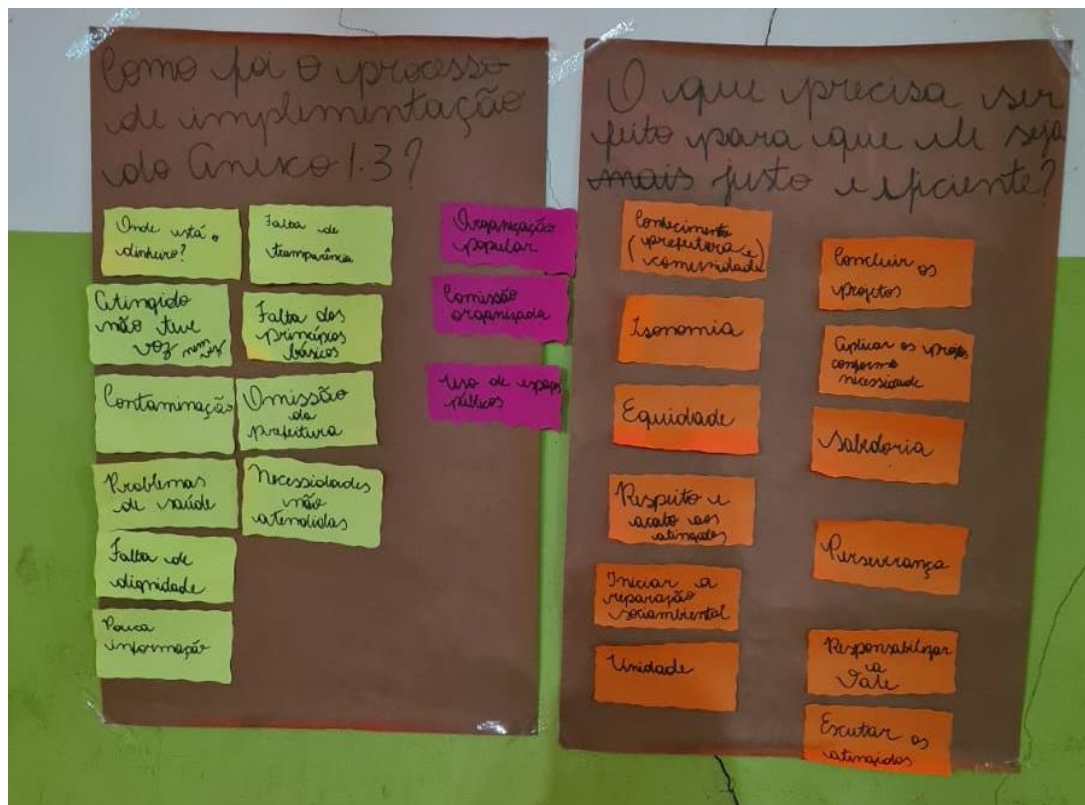 Como foi o processo
de implementação
do Anexo 1.3?
Onde está o
dinheiro?
Atingido
não teve
voz nem
vez
Contaminação
Problemas
de saúde
Falta de
dignidade
Pouca
informação
Falta de
transparência
Falta dos
princípios
básicos
Omissão
da
prefeitura
Necessidades
não
atendidas
Organização
popular
Comissão
organizada
Uso de espaços
públicos
O que precisa ser
feito para que ele seja
mais justo e eficiente?
Conhecimento
(prefeitura e
comunidade)
Isonomia
Equidade
Respeito e
acato aos
atingidos
Iniciar a
reparação
sociambiental
Unidade
Concluir os
projetos
Aplicar os projetos
conforme
necessidade
Sabedoria
Perseverança
Responsabilizar
a
Vale
Escutar os
atingidos